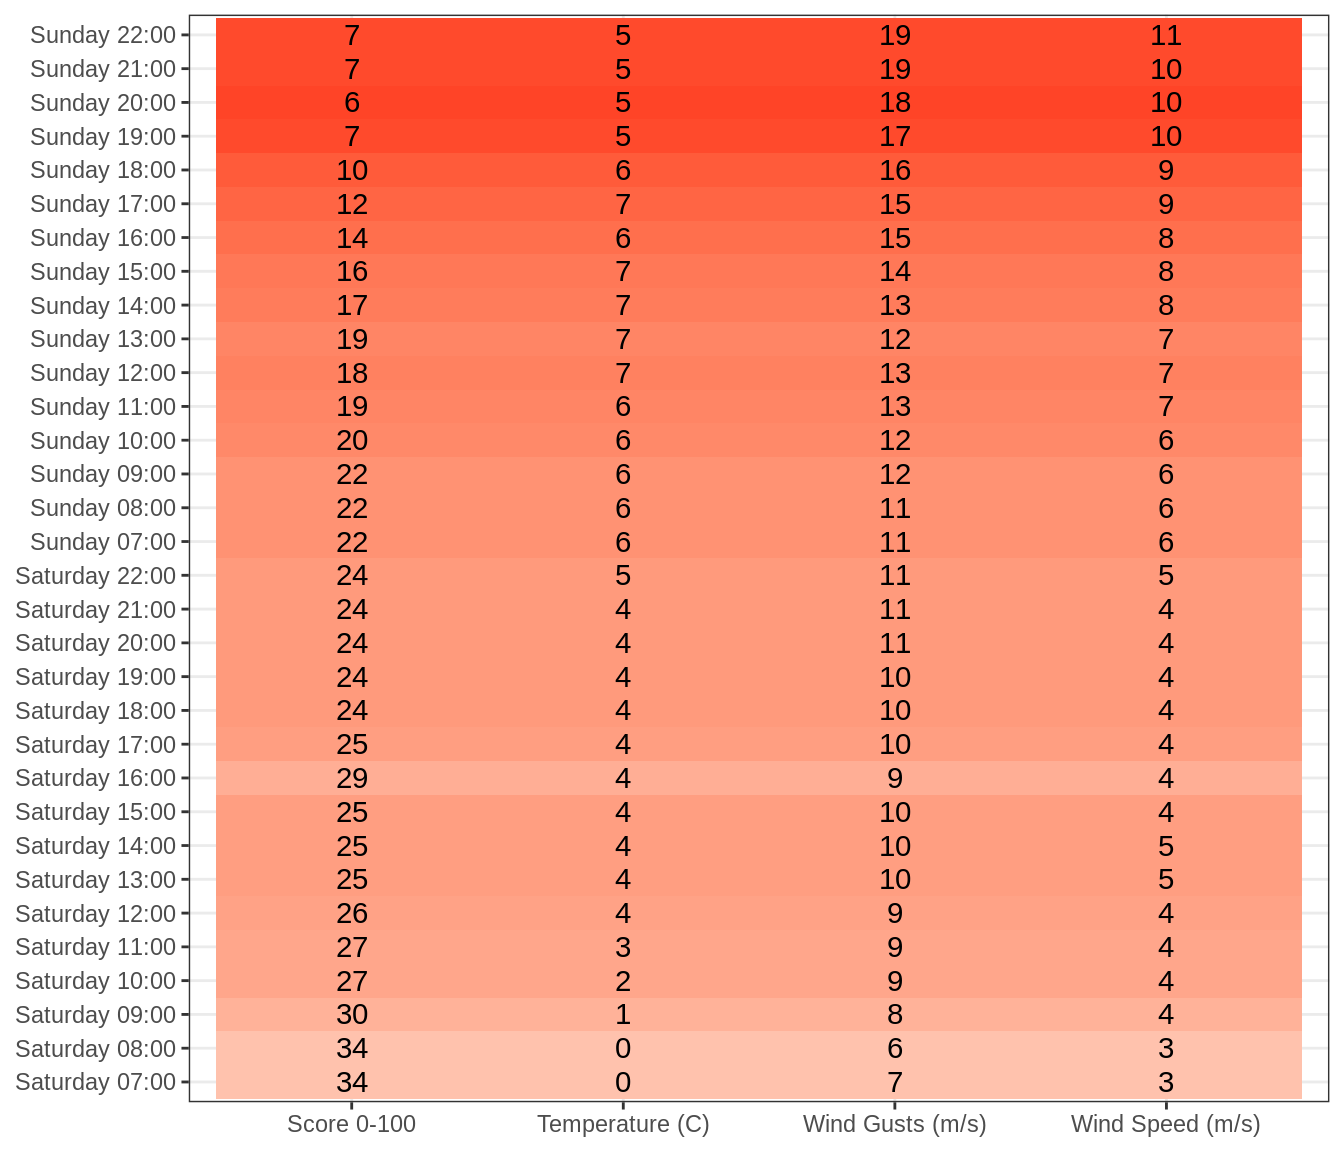 Sunday 22:00 7 5 19 11
Sunday 21:00 7 5 19 10
Sunday 20:00 6 5 18 10
Sunday 19:00 7 5 17 10
Sunday 18:00 10 6 16 9
Sunday 17:00 12 7 15 9
Sunday 16:00 14 6 15 8
Sunday 15:00 16 7 14 8
Sunday 14:00 17 7 13 8
Sunday 13:00 19 7 12 7
Sunday 12:00 18 7 13 7
Sunday 11:00 19 6 13 7
Sunday 10:00 20 6 12 6
Sunday 09:00 22 6 12 6
Sunday 08:00 22 6 11 6
Sunday 07:00 22 6 11 6
Saturday 22:00 24 5 11 5
Saturday 21:00 24 4 11 4
Saturday 20:00 24 4 11 4
Saturday 19:00 24 4 10 4
Saturday 18:00 24 4 10 4
Saturday 17:00 25 4 10 4
Saturday 16:00 29 4 9 4
Saturday 15:00 25 4 10 4
Saturday 14:00 25 4 10 5
Saturday 13:00 25 4 10 5
Saturday 12:00 26 4 9 4
Saturday 11:00 27 3 9 4
Saturday 10:00 27 2 9 4
Saturday 09:00 30 1 8 4
Saturday 08:00 34 0 6 3
Saturday 07:00 34 0 7 3
Score 0-100 Temperature (C) Wind Gusts (m/s) Wind Speed (m/s)